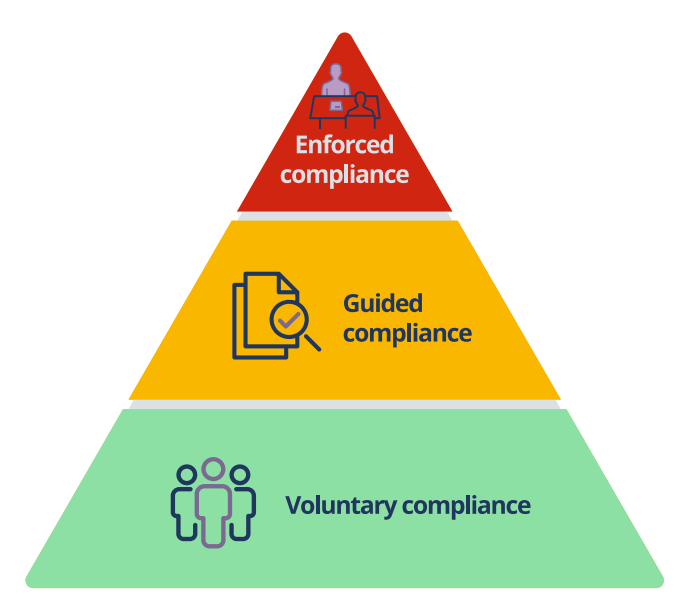 Enforced
compliance
Guided
compliance
Voluntary compliance